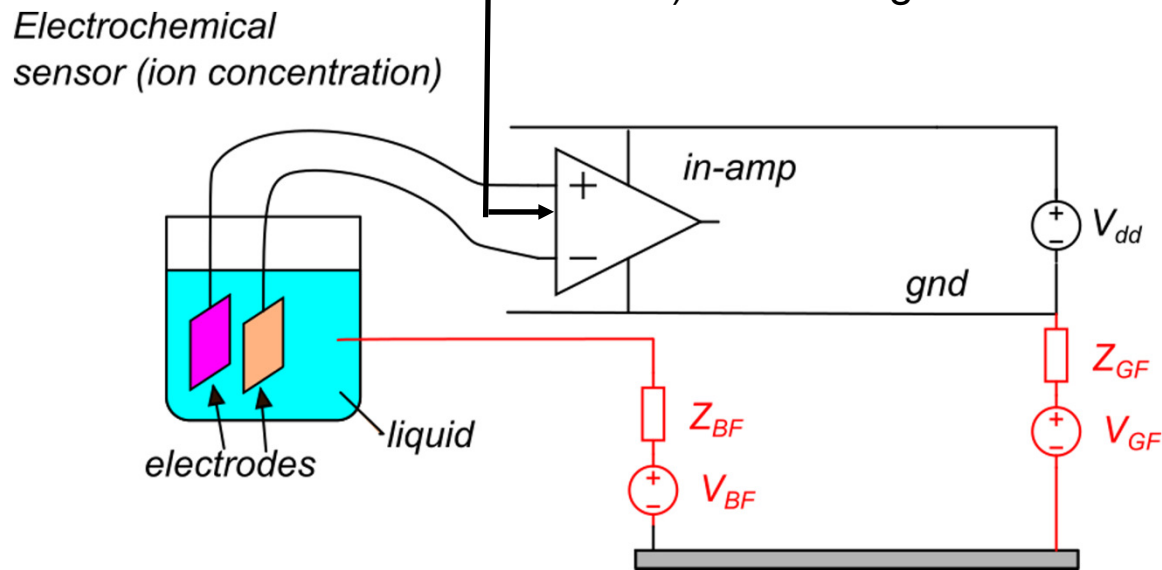 ) g
Electrochemical
sensor (ion concentration)
+
in-amp
−
+
−
V_dd
gnd
Z_GF
+
−
V_GF
Z_BF
+
−
V_BF
liquid
electrodes